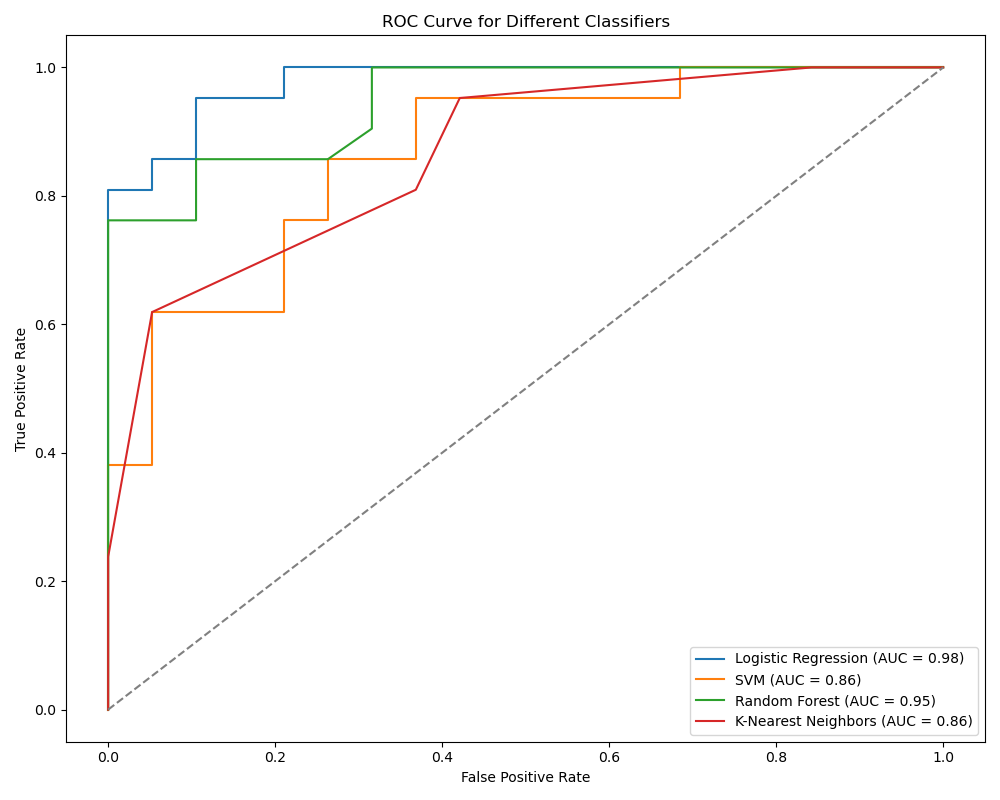 ROC Curve for Different Classifiers
True Positive Rate
1.0
0.8
0.6
0.4
0.2
0.0
0.0 0.2 0.4 0.6 0.8 1.0
False Positive Rate
Logistic Regression (AUC = 0.98)
SVM (AUC = 0.86)
Random Forest (AUC = 0.95)
K-Nearest Neighbors (AUC = 0.86)